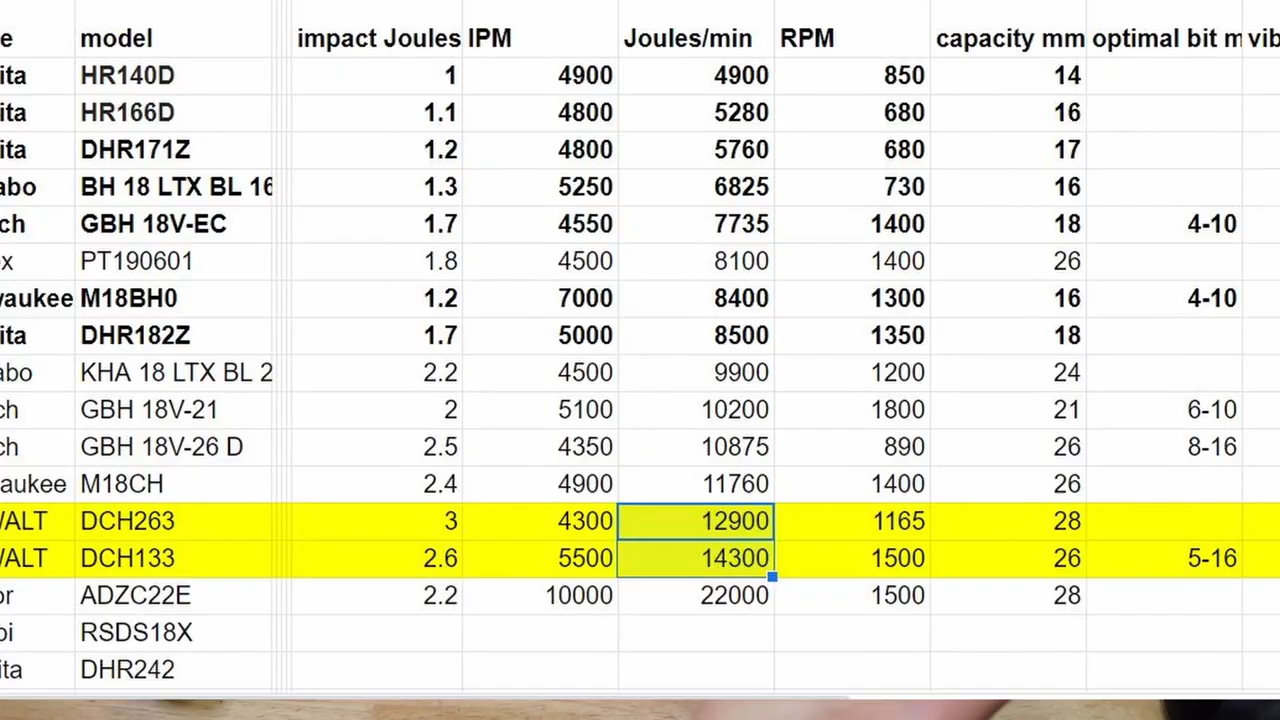 e model impact Joules IPM Joules/min RPM capacity mm optimal bit m vib
ita HR140D 1 4900 4900 850 14
ita HR166D 1.1 4800 5280 680 16
ita DHR171Z 1.2 4800 5760 680 17
abo BH 18 LTX BL 16 1.3 5250 6825 730 16
ch GBH 18V-EC 1.7 4550 7735 1400 18 4-10
x PT190601 1.8 4500 8100 1400 26
vaukee M18BH0 1.2 7000 8400 1300 16 4-10
ita DHR182Z 1.7 5000 8500 1350 18
abo KHA 18 LTX BL 2 2.2 4500 9900 1200 24
ch GBH 18V-21 2 5100 10200 1800 21 6-10
ch GBH 18V-26 D 2.5 4350 10875 890 26 8-16
aukee M18CH 2.4 4900 11760 1400 26
VALT DCH263 3 4300 12900 1165 28
VALT DCH133 2.6 5500 14300 1500 26 5-16
or ADZC22E 2.2 10000 22000 1500 28
bi RSDS18X
ita DHR242